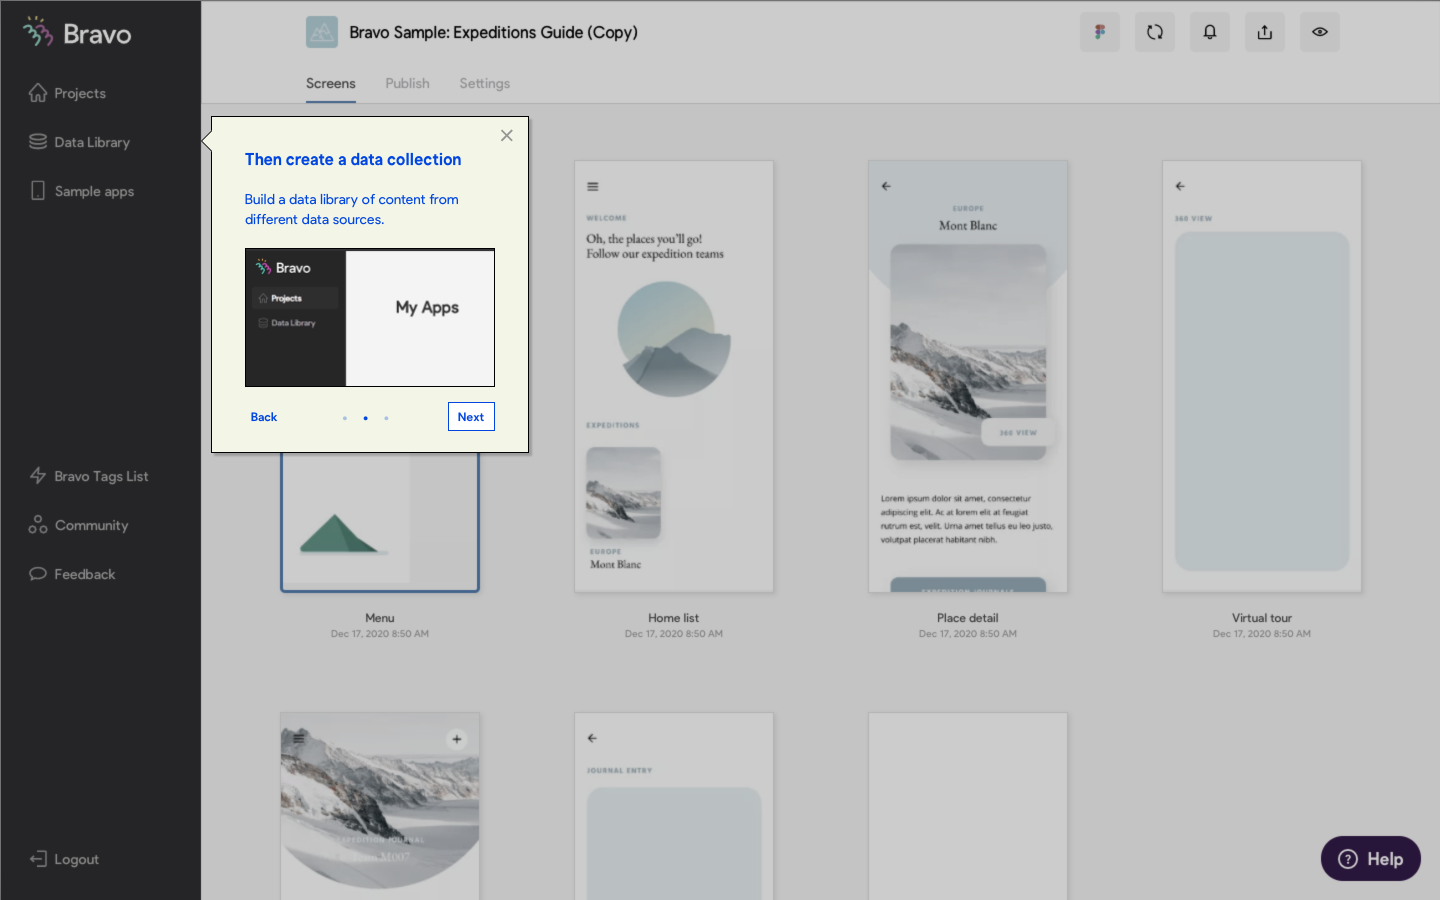 Bravo
Projects
Data Library
Sample apps
Bravo Tags List
Community
Feedback
Logout
Bravo Sample: Expeditions Guide (Copy)
Screens
Publish
Settings
Then create a data collection
Build a data library of content from
different data sources.
Bravo
Projects
Data Library
My Apps
Back
Next
Menu
Dec 17, 2020 8:50 AM
WELCOME
Oh, the places you'll go!
Follow our expedition teams
EXPEDITIONS
EUROPE
Mont Blanc
Home list
Dec 17, 2020 8:50 AM
EUROPE
Mont Blanc
360 VIEW
Lorem ipsum dolor sit amet, consectetur
adipiscing elit. Ac at lorem elit at feugiat
rutrum est, velit. Urna amet tellus eu leo justo,
volutpat placerat habitant nibh.
Place detail
Dec 17, 2020 8:50 AM
360 VIEW
Virtual tour
Dec 17, 2020 8:50 AM
EXPEDITION JOURNAL
M007
JOURNAL ENTRY
Help